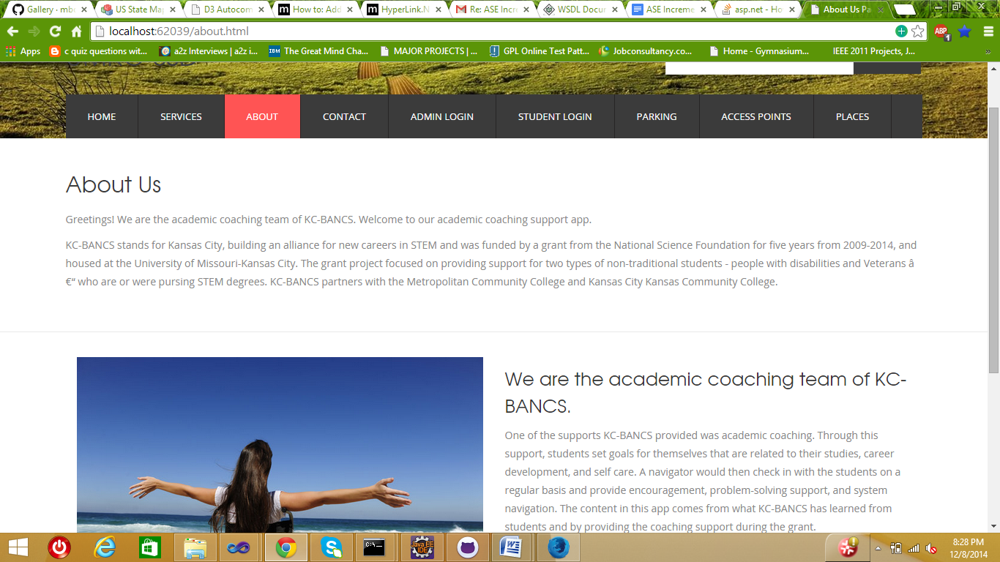 Gallery · mb
US State Ma
D3 Autocom
How to: Add
HyperLink.N
Re: ASE Incre
WSDL Docu
ASE Increme
asp.net - Ho
About Us Pa
localhost:62039/about.html
ABP
1
Apps
c quiz questions wit...
a2z Interviews | a2z i...
IBM
The Great Mind Cha...
MAJOR PROJECTS | ...
GPL Online Test Patt...
Jobconsultancy.co...
Home - Gymnasium...
IEEE 2011 Projects, J...
»
HOME
SERVICES
ABOUT
CONTACT
ADMIN LOGIN
STUDENT LOGIN
PARKING
ACCESS POINTS
PLACES
About Us
Greetings! We are the academic coaching team of KC-BANCS. Welcome to our academic coaching support app.
KC-BANCS stands for Kansas City, building an alliance for new careers in STEM and was funded by a grant from the National Science Foundation for five years from 2009-2014, and
housed at the University of Missouri-Kansas City. The grant project focused on providing support for two types of non-traditional students - people with disabilities and Veterans â
€“ who are or were pursing STEM degrees. KC-BANCS partners with the Metropolitan Community College and Kansas City Kansas Community College.
We are the academic coaching team of KC-
BANCS.
One of the supports KC-BANCS provided was academic coaching. Through this
support, students set goals for themselves that are related to their studies, career
development, and self care. A navigator would then check in with the students on a
regular basis and provide encouragement, problem-solving support, and system
navigation. The content in this app comes from what KC-BANCS has learned from
students and by providing the coaching support during the grant.
C:\_
Java EE
IDE
8:28 PM
12/8/2014